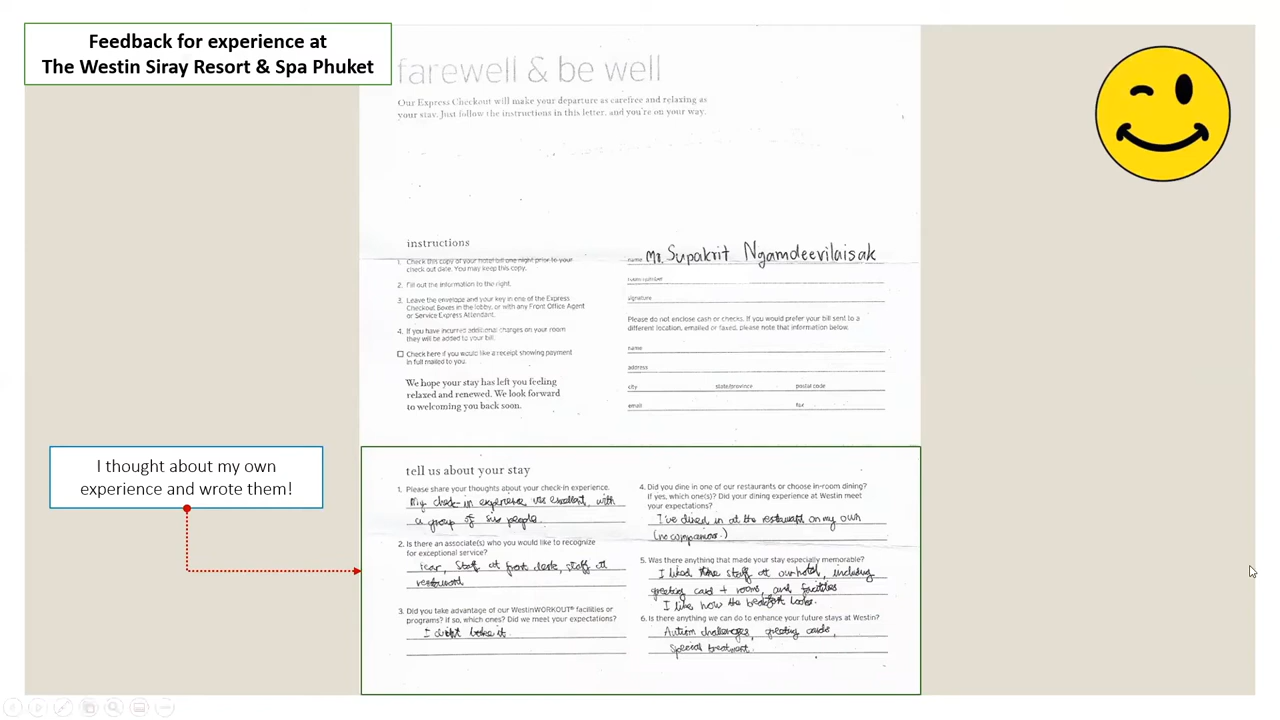 Feedback for experience at
The Westin Siray Resort & Spa Phuket
farewell & be well
Our Express Checkout will make your departure as carefree and relaxing as
your stay. Just follow the instructions in this letter, and you're on your way.
instructions
1. Check this copy of your hotel bill one night prior to your
check out date. You may keep this copy.
2. Fill out the information to the right.
3. Leave the envelope and your key in one of the Express
Checkout Boxes in the lobby, or with any Front Office Agent
or Service Express Attendant.
4. If you have incurred additional charges on your room
they will be added to your bill.
Check here if you would like a receipt showing payment
in full mailed to you.
We hope your stay has left you feeling
relaxed and renewed. We look forward
to welcoming you back soon.
name Mr. Supakrit Ngamdeevilaisak
room number
signature
Please do not enclose cash or checks. If you would prefer your bill sent to a
different location, emailed or faxed, please note that information below.
name
address
city state/province postal code
email fax
I thought about my own
experience and wrote them!
tell us about your stay
1. Please share your thoughts about your check-in experience.
My check-in experience was excellent, with
a group of six people.
2. Is there an associate(s) who you would like to recognize
for exceptional service?
Staff at front desk, staff at
restaurant
3. Did you take advantage of our WestinWORKOUT® facilities or
programs? If so, which ones? Did we meet your expectations?
I didn't take it.
4. Did you dine in one of our restaurants or choose in-room dining?
If yes, which one(s)? Did your dining experience at Westin meet
your expectations?
I've dined in at the restaurant on my own
(no companions.)
5. Was there anything that made your stay especially memorable?
I liked the staff at our hotel, including
greeting card + rooms, and facilities
I like how the looks.
6. Is there anything we can do to enhance your future stays at Westin?
Autism challenges, greeting cards,
special treatment.